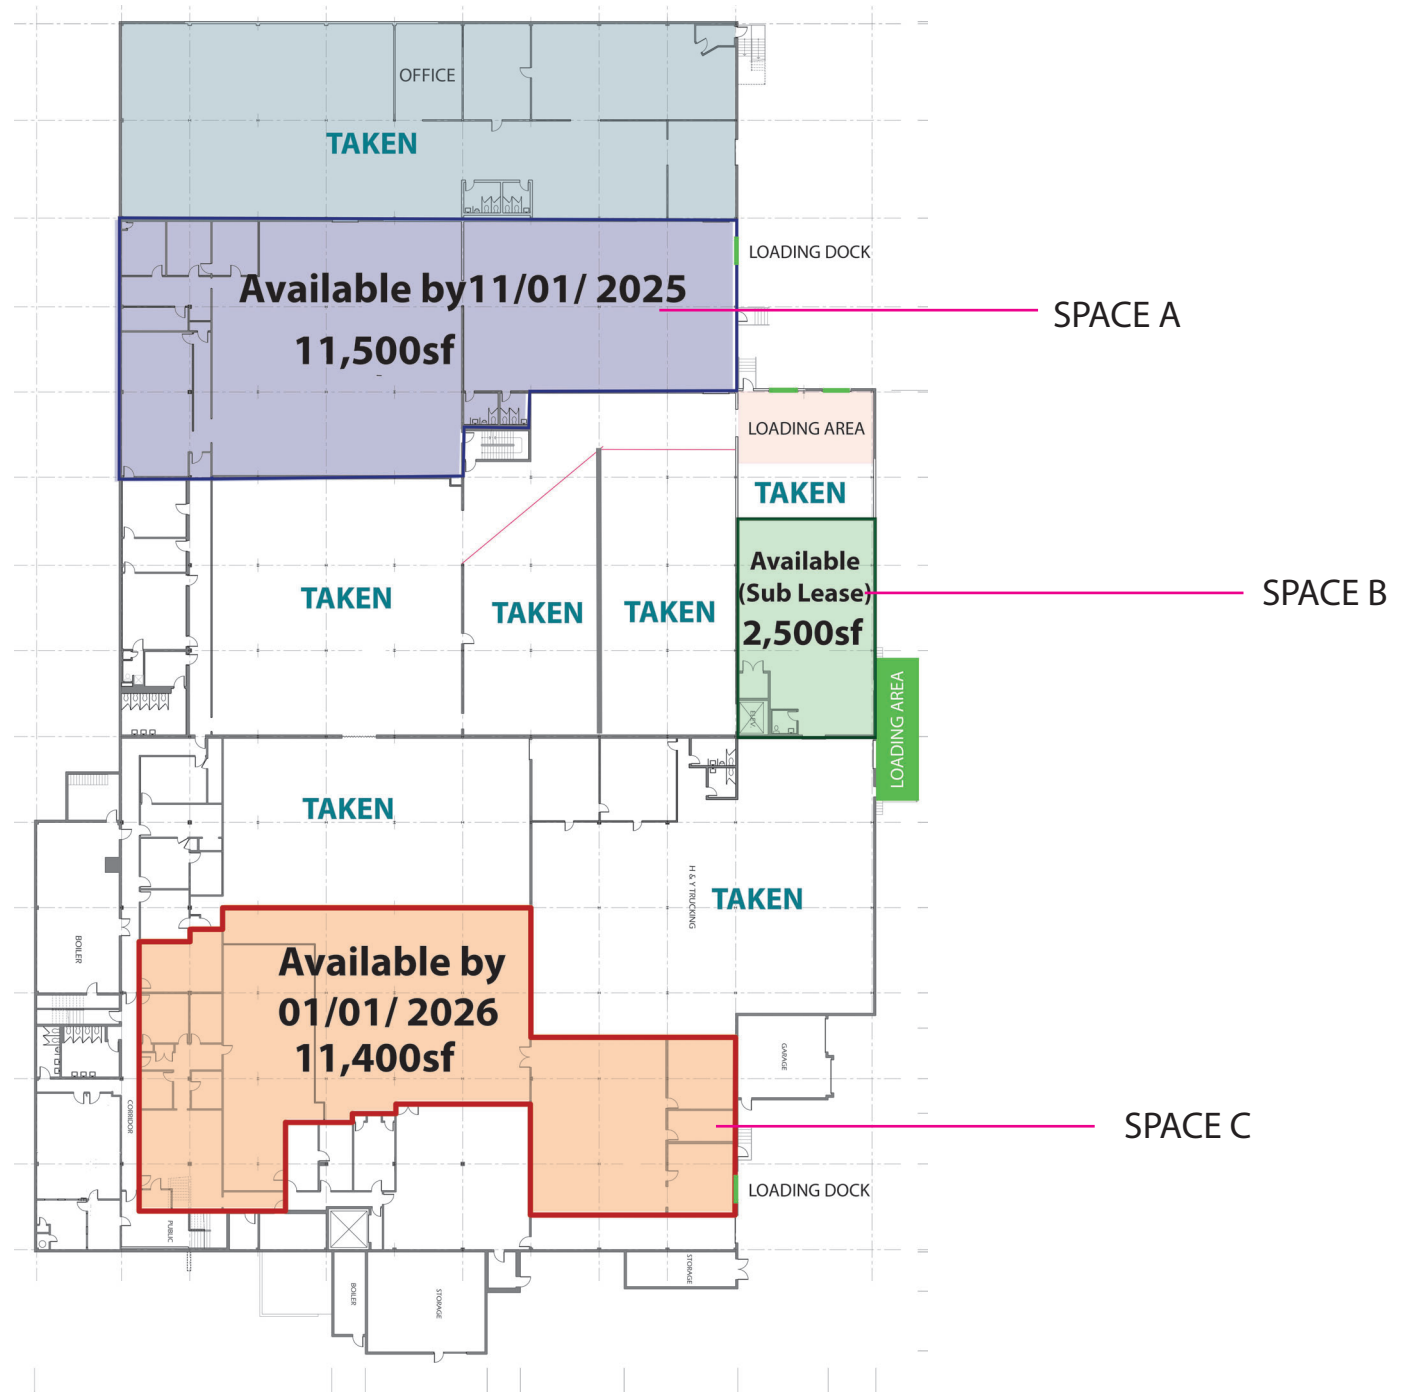 OFFICE
TAKEN
LOADING DOCK
Available by11/01/ 2025
SPACE A
11,500sf
LOADING AREA
TAKEN
Available
(Sub Lease)
2,500sf
SPACE B
TAKEN
TAKEN
TAKEN
ELEV
LOADING AREA
TAKEN
H & Y TRUCKING
TAKEN
BOILER
Available by
01/01/ 2026
11,400sf
GARAGE
CORRIDOR
SPACE C
LOADING DOCK
PUBLIC
STORAGE
BOILER
STORAGE